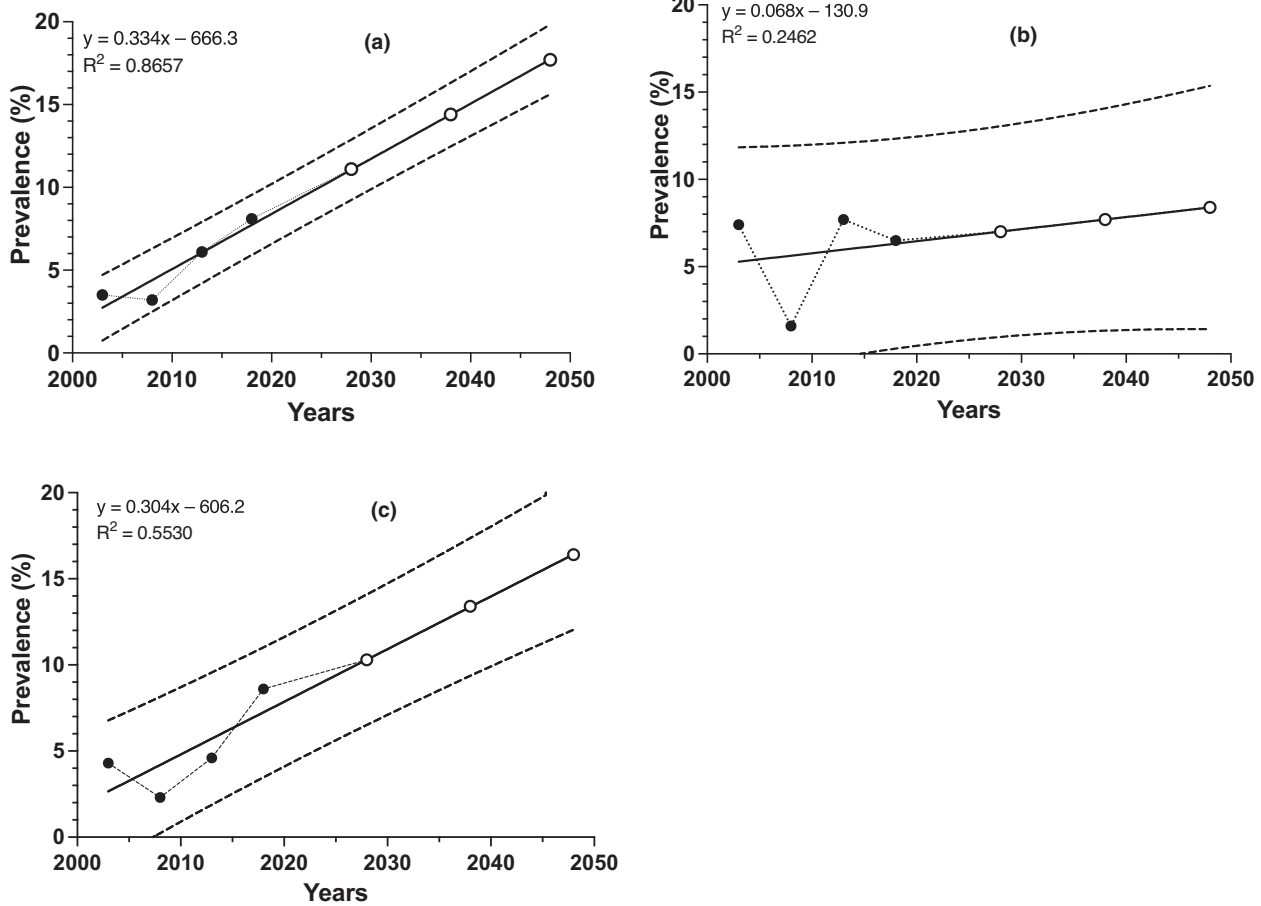 y = 0.334x – 666.3
R² = 0.8657
(a)
20
15
10
5
0
Prevalence (%)
2000 2010 2020 2030 2040 2050
Years
y = 0.068x – 130.9
R² = 0.2462
(b)
20
15
10
5
0
Prevalence (%)
2000 2010 2020 2030 2040 2050
Years
y = 0.304x – 606.2
R² = 0.5530
(c)
20
15
10
5
0
Prevalence (%)
2000 2010 2020 2030 2040 2050
Years